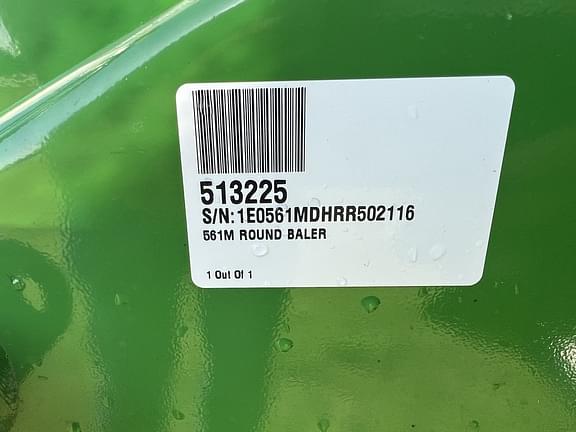 513225
S/N:1E0561MDHRR502116
561M ROUND BALER
1 Out Of 1